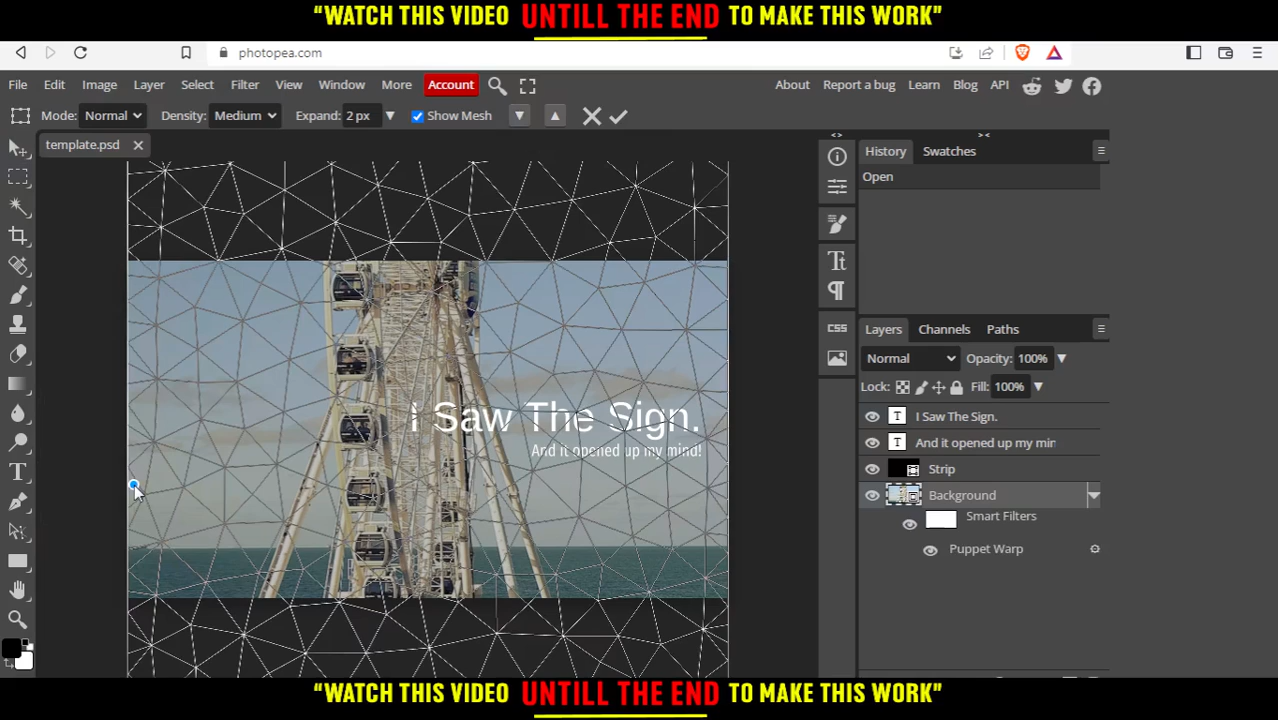 “WATCH THIS VIDEO UNTILL THE END TO MAKE THIS WORK”
photopea.com
File Edit Image Layer Select Filter View Window More Account About Report a bug Learn Blog API
Mode: Normal Density: Medium Expand: 2 px Show Mesh
template.psd
History Swatches
Open
I Saw The Sign.
And it opened up my mind!
CSS
Layers Channels Paths
Normal Opacity: 100%
Lock: Fill: 100%
T I Saw The Sign.
T And it opened up my min
Strip
Background
Smart Filters
Puppet Warp
“WATCH THIS VIDEO UNTILL THE END TO MAKE THIS WORK”